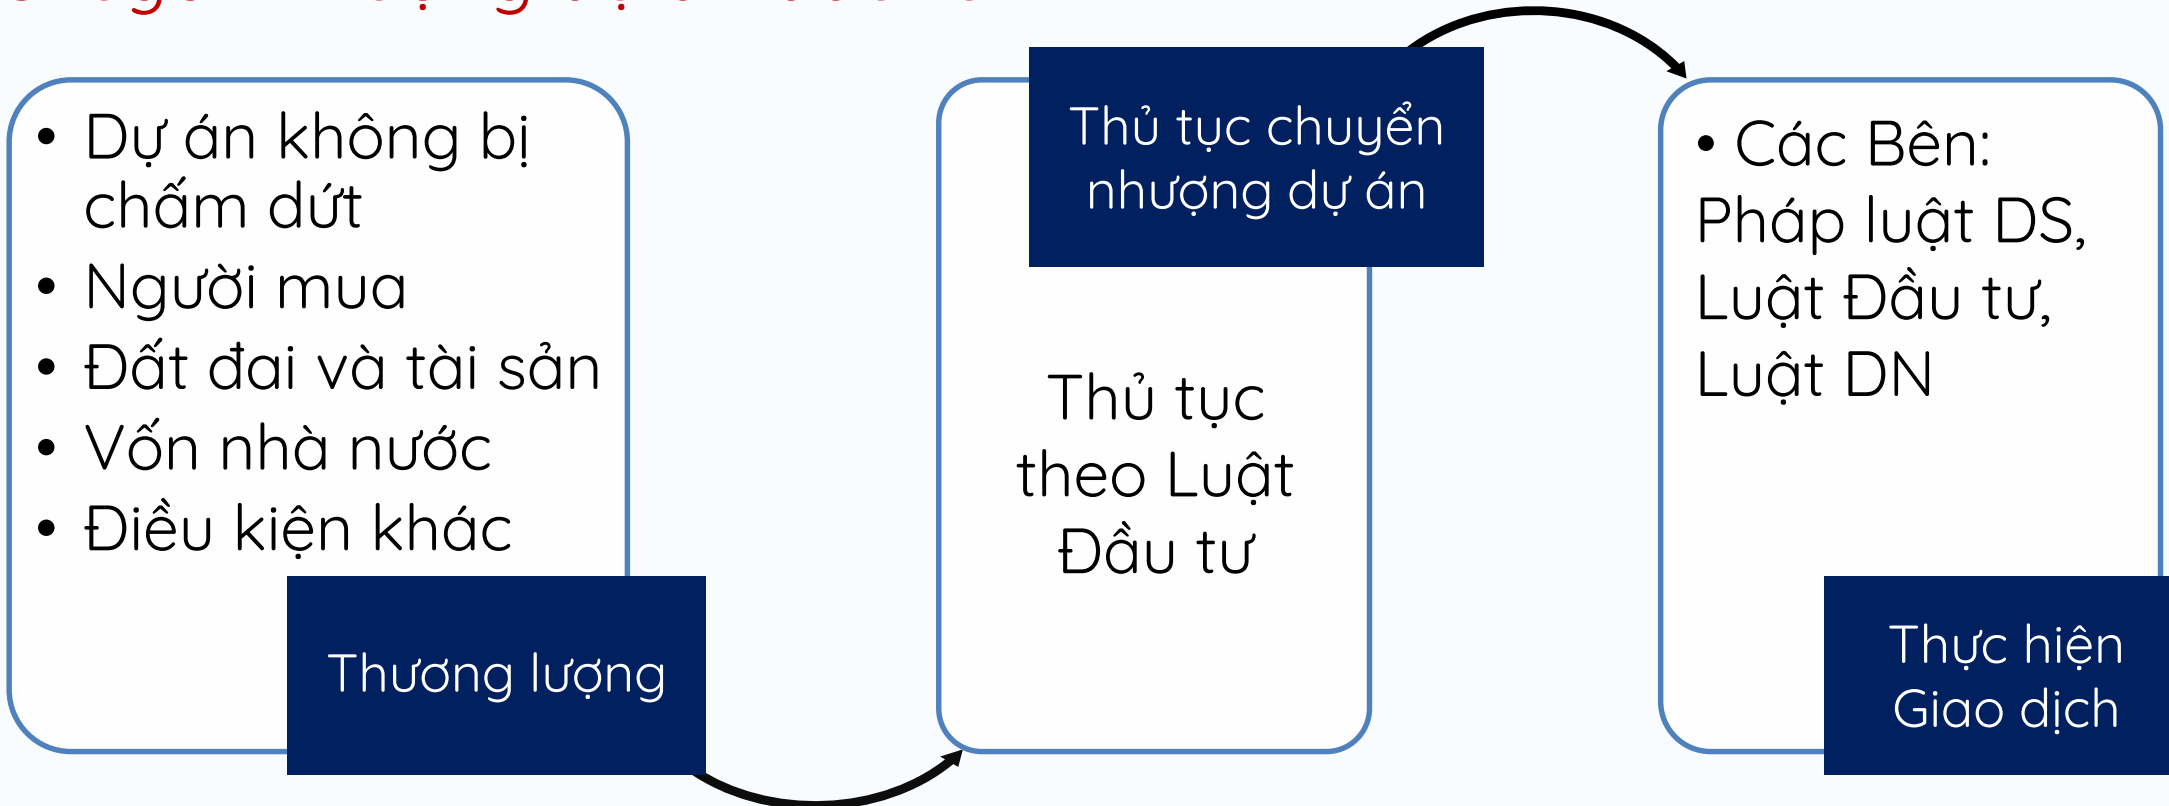 • Dự án không bị
chấm dứt
• Người mua
• Đất đai và tài sản
• Vốn nhà nước
• Điều kiện khác
Thương lượng
Thủ tục chuyển
nhượng dự án
Thủ tục
theo Luật
Đầu tư
• Các Bên:
Pháp luật DS,
Luật Đầu tư,
Luật DN
Thực hiện
Giao dịch